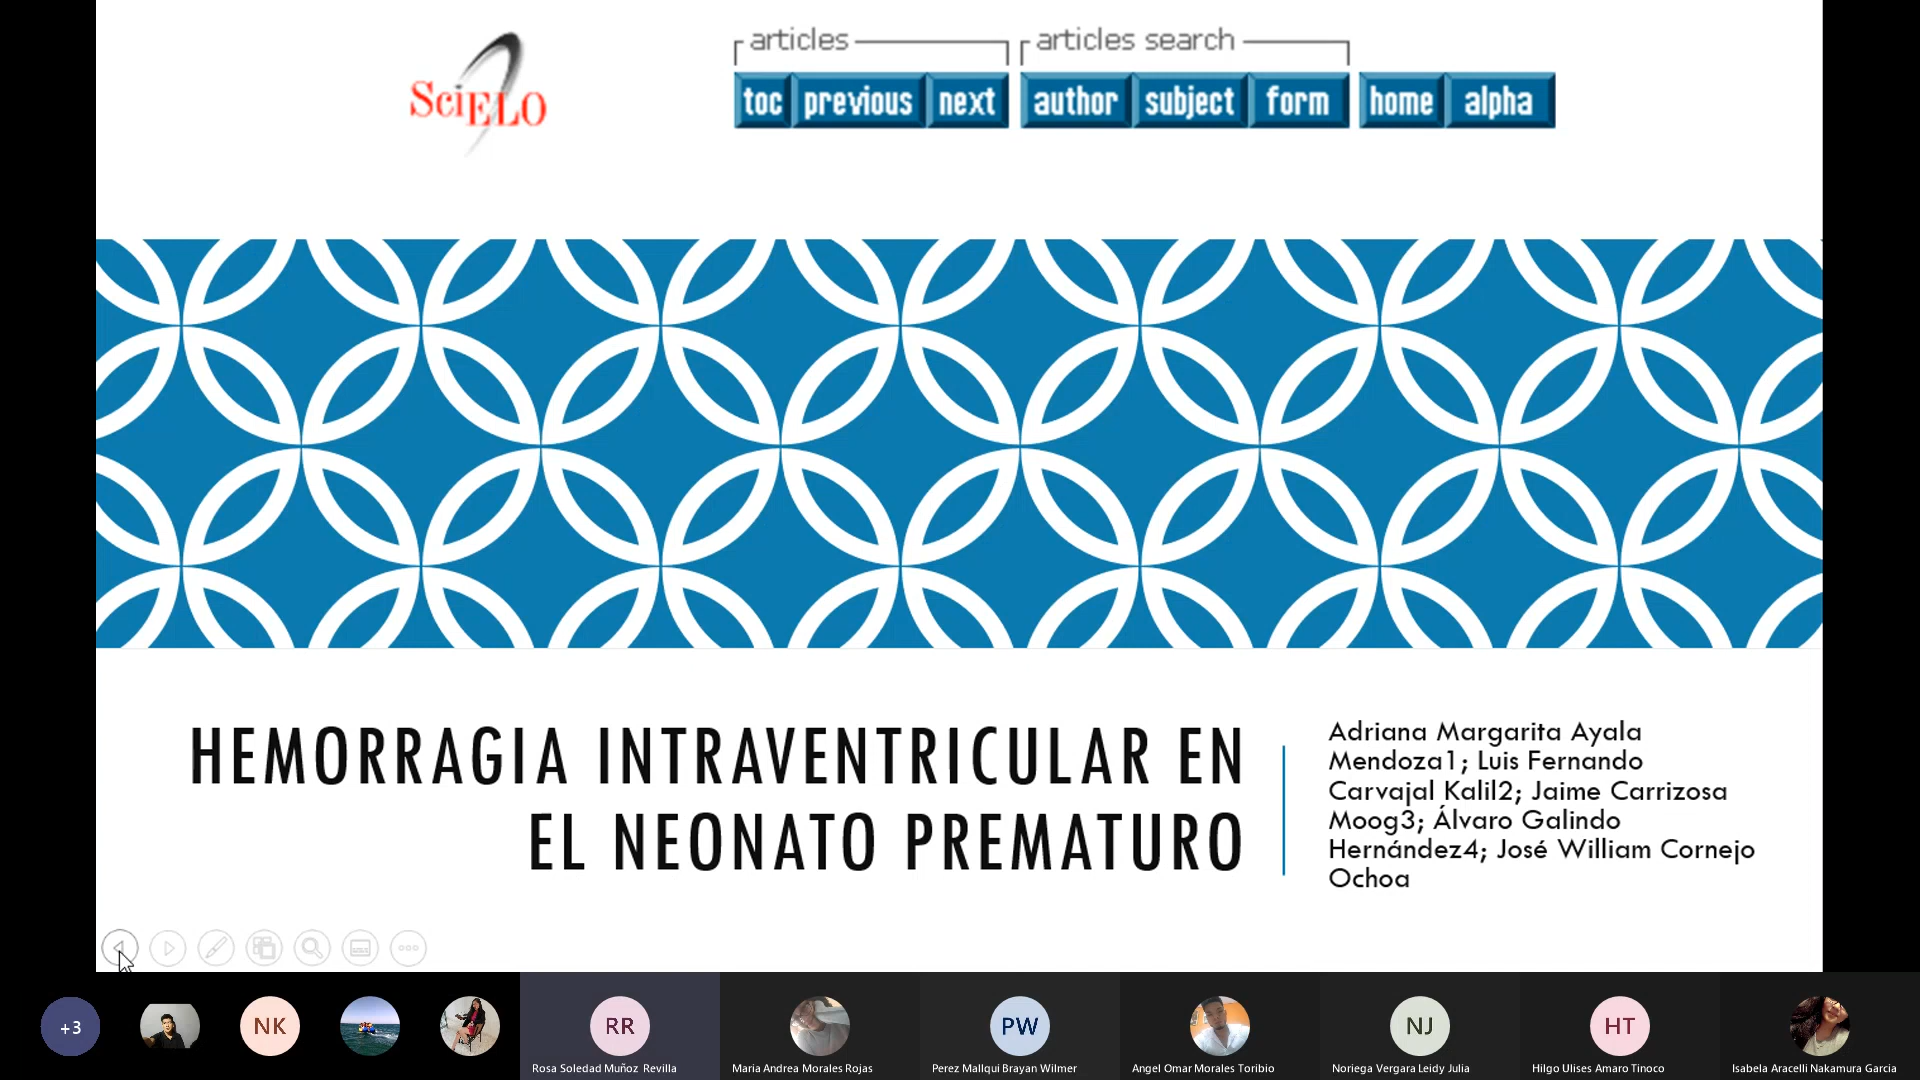 articles
articles search
SciELO
toc previous next author subject form home alpha
HEMORRAGIA INTRAVENTRICULAR EN
EL NEONATO PREMATURO
Adriana Margarita Ayala
Mendoza1; Luis Fernando
Carvajal Kalil2; Jaime Carrizosa
Moog3; Álvaro Galindo
Hernández4; José William Cornejo
Ochoa
+3
NK
RR
PW
NJ
HT
Rosa Soledad Muñoz Revilla
Maria Andrea Morales Rojas
Perez Mallqui Brayan Wilmer
Angel Omar Morales Toribio
Noriega Vergara Leidy Julia
Hilgo Ulises Amaro Tinoco
Isabela Aracelli Nakamura Garcia